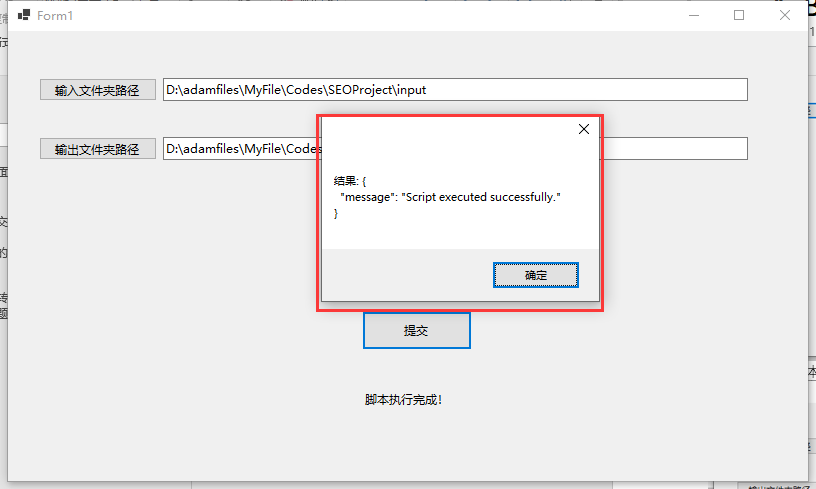 Form1
输入文件夹路径
D:\adamfiles\MyFile\Codes\SEOProject\input
输出文件夹路径
D:\adamfiles\MyFile\Codes
结果: {
"message": "Script executed successfully."
}
确定
提交
脚本执行完成!